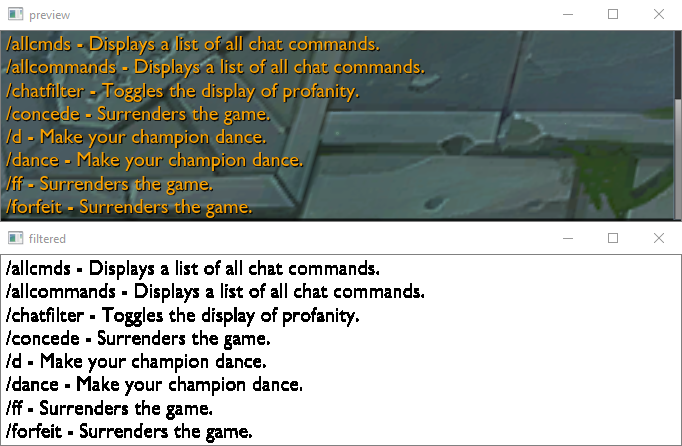 preview
/allcmds - Displays a list of all chat commands.
/allcommands - Displays a list of all chat commands.
/chatfilter - Toggles the display of profanity.
/concede - Surrenders the game.
/d - Make your champion dance.
/dance - Make your champion dance.
/ff - Surrenders the game.
/forfeit - Surrenders the game.
filtered
/allcmds - Displays a list of all chat commands.
/allcommands - Displays a list of all chat commands.
/chatfilter - Toggles the display of profanity.
/concede - Surrenders the game.
/d - Make your champion dance.
/dance - Make your champion dance.
/ff - Surrenders the game.
/forfeit - Surrenders the game.